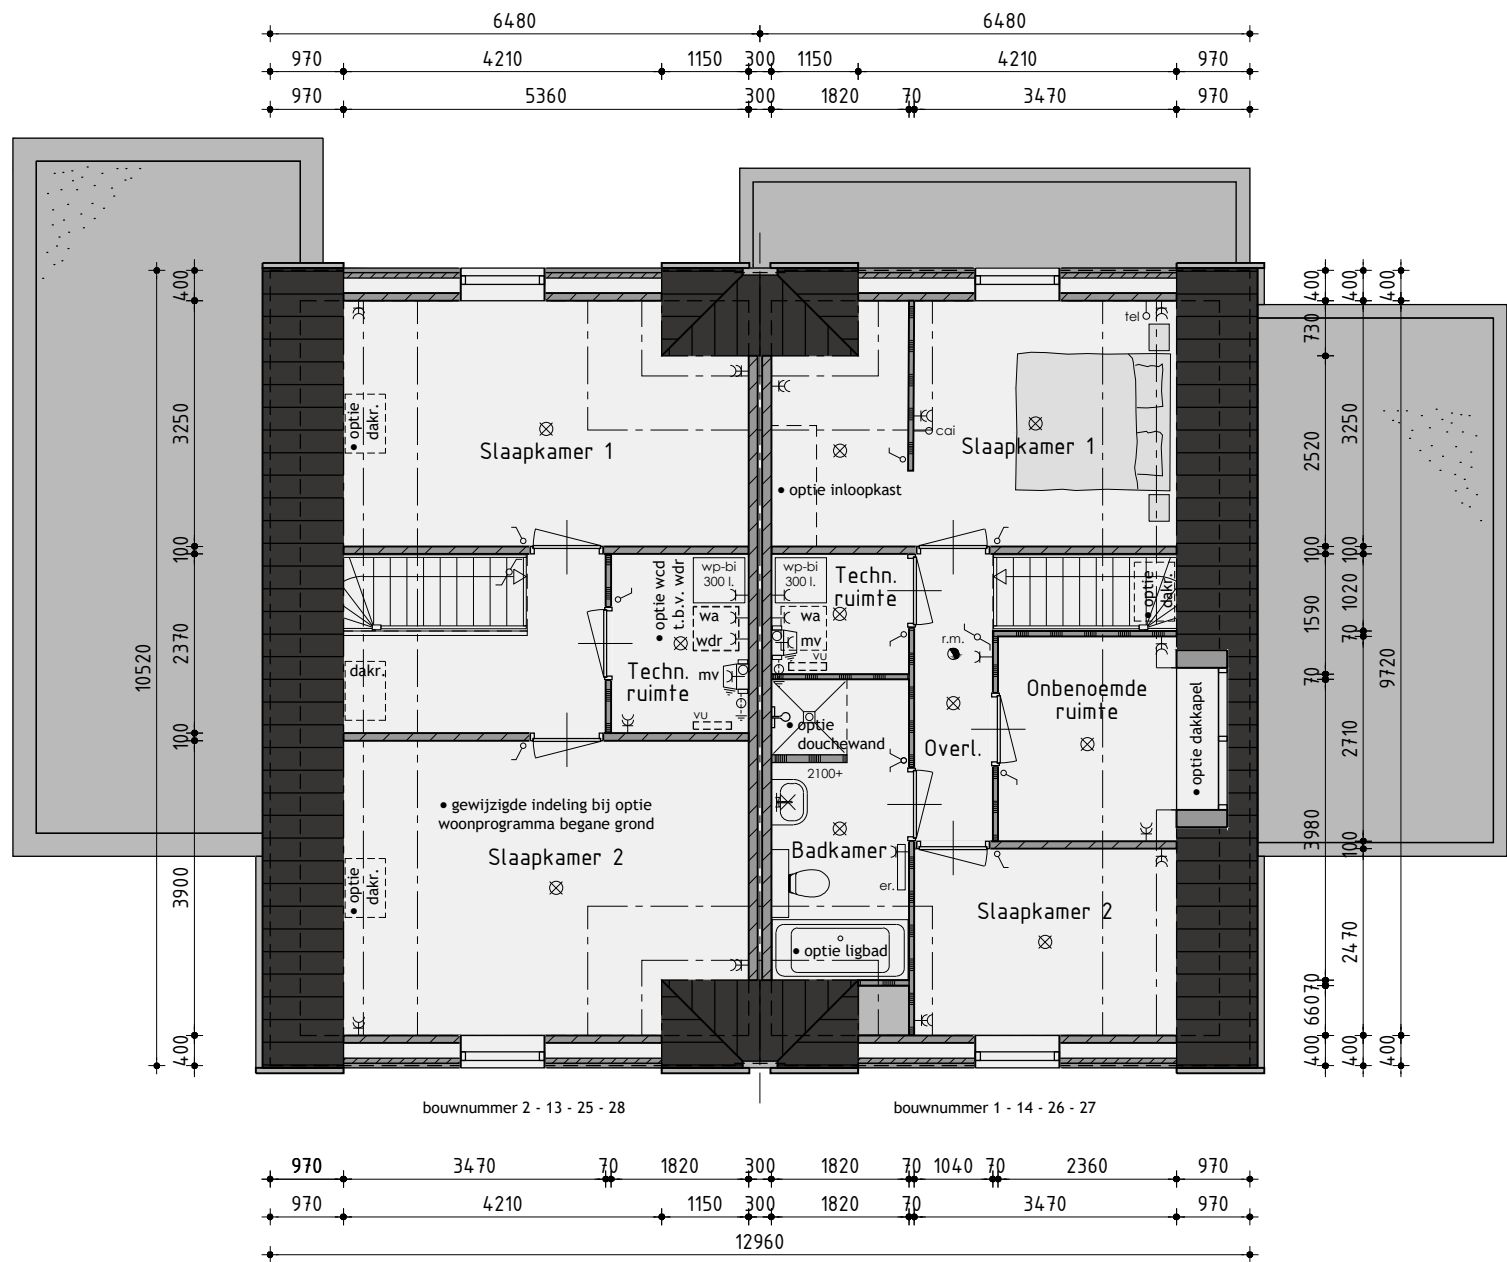 6480 6480
970 4210 1150 300 1150 4210 970
970 5360 300 1820 70 3470 970
400
3250
100
2370
100
3900
400
10520
400
730
2520
100
1590
70
3980
70
660
400
400
3250
100
1020
70
2710
100
2470
400
400
9720
400
• optie
dakr.
Slaapkamer 1
• optie wcd
t.b.v. wdr
wp-bi
300 l.
wa
wdr
mv
Techn.
ruimte
vu
dakr.
• gewijzigde indeling bij optie
woonprogramma begane grond
Slaapkamer 2
• optie
dakr.
tel
cai
Slaapkamer 1
• optie inloopkast
wp-bi
300 l.
Techn.
ruimte
wa
mv
vu
• optie
dakr.
r.m.
Onbenoemde
ruimte
• optie dakkapel
• optie
douchewand
Overl.
2100+
Badkamer
er.
Slaapkamer 2
• optie ligbad
bouwnummer 2 - 13 - 25 - 28
bouwnummer 1 - 14 - 26 - 27
970 3470 70 1820 300 1820 70 1040 70 2360 970
970 4210 1150 300 1820 70 3470 970
12960